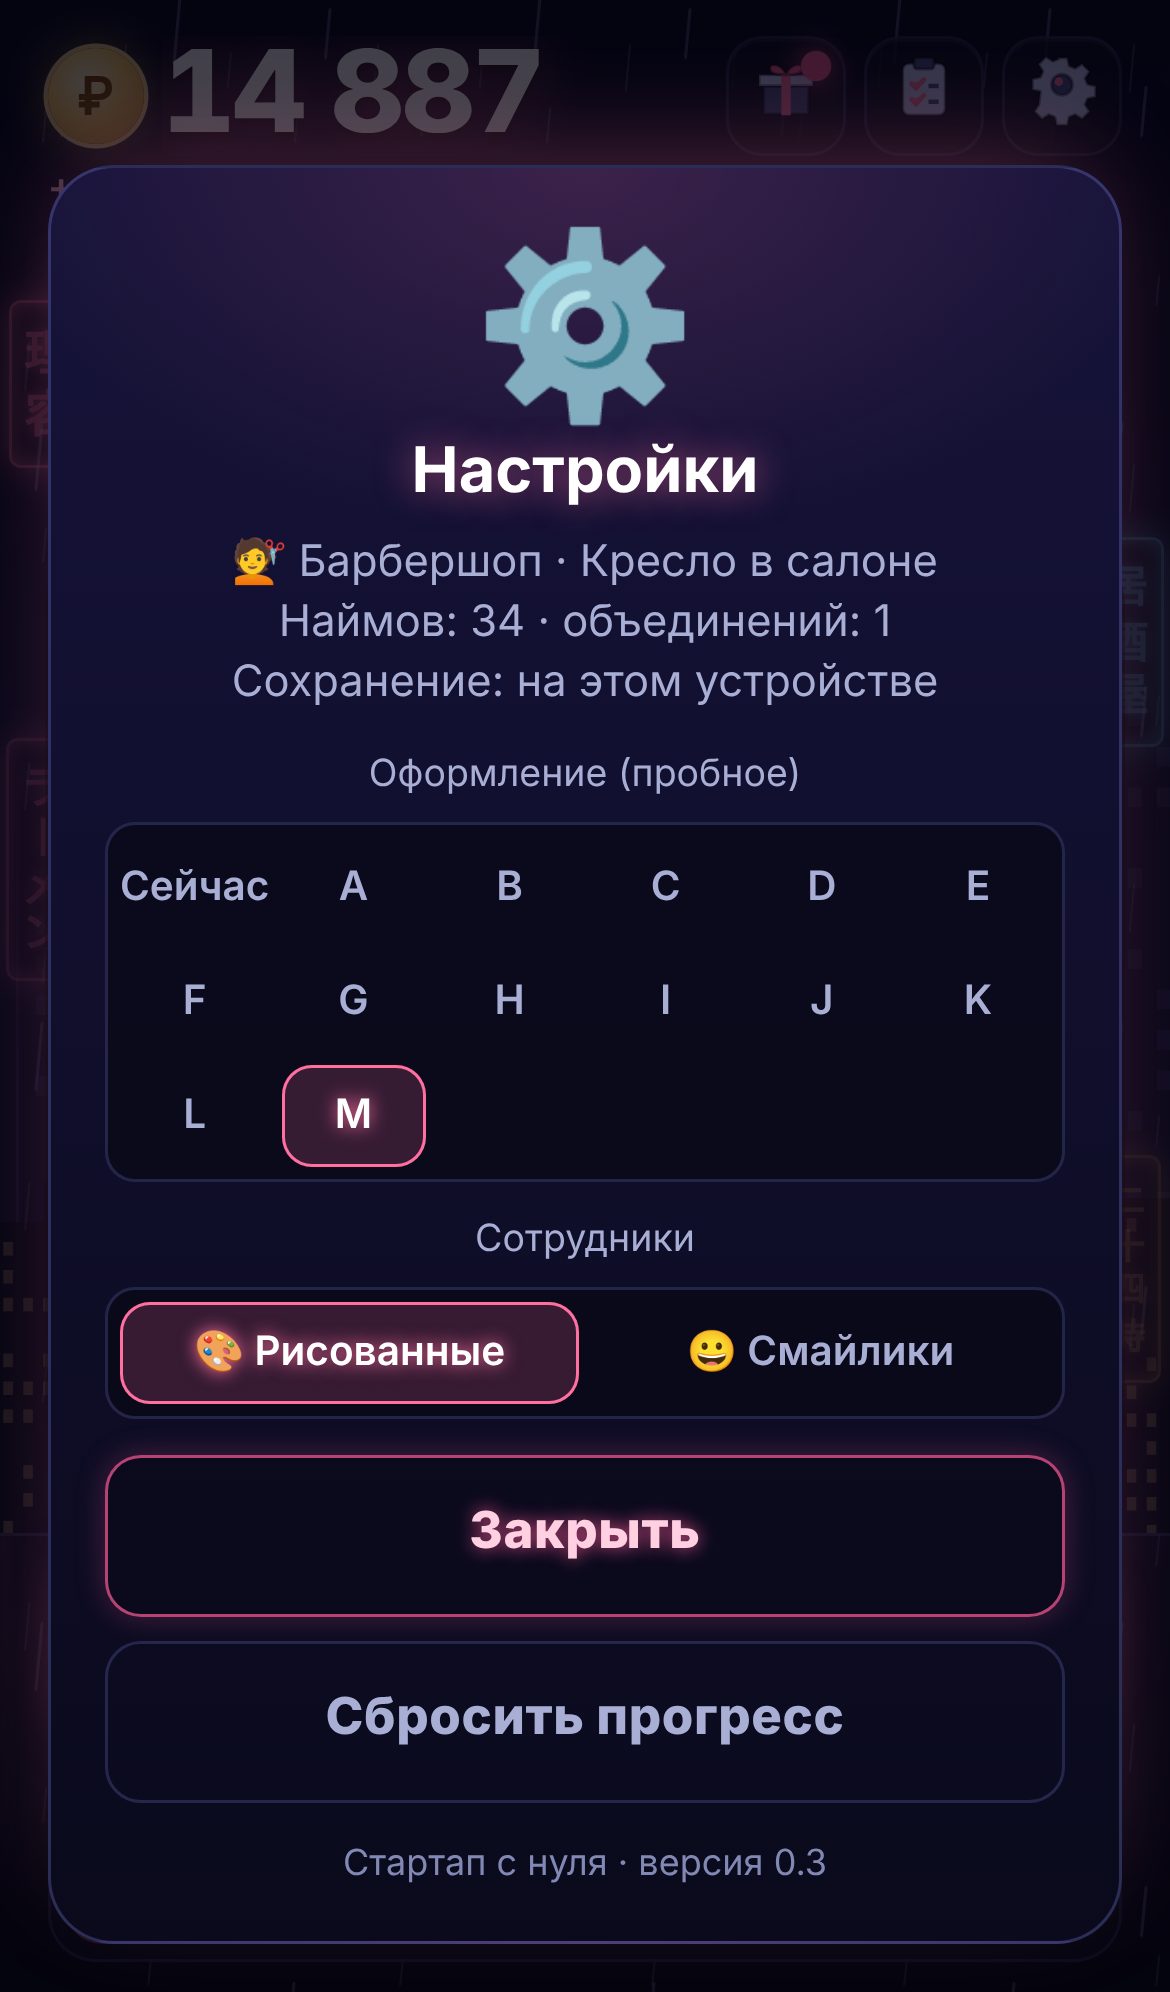 ₽ 14 887
Настройки
Барбершоп · Кресло в салоне
Наймов: 34 · объединений: 1
Сохранение: на этом устройстве
Оформление (пробное)
Сейчас A B C D E
F G H I J K
L M
Сотрудники
Рисованные Смайлики
Закрыть
Сбросить прогресс
Стартап с нуля · версия 0.3